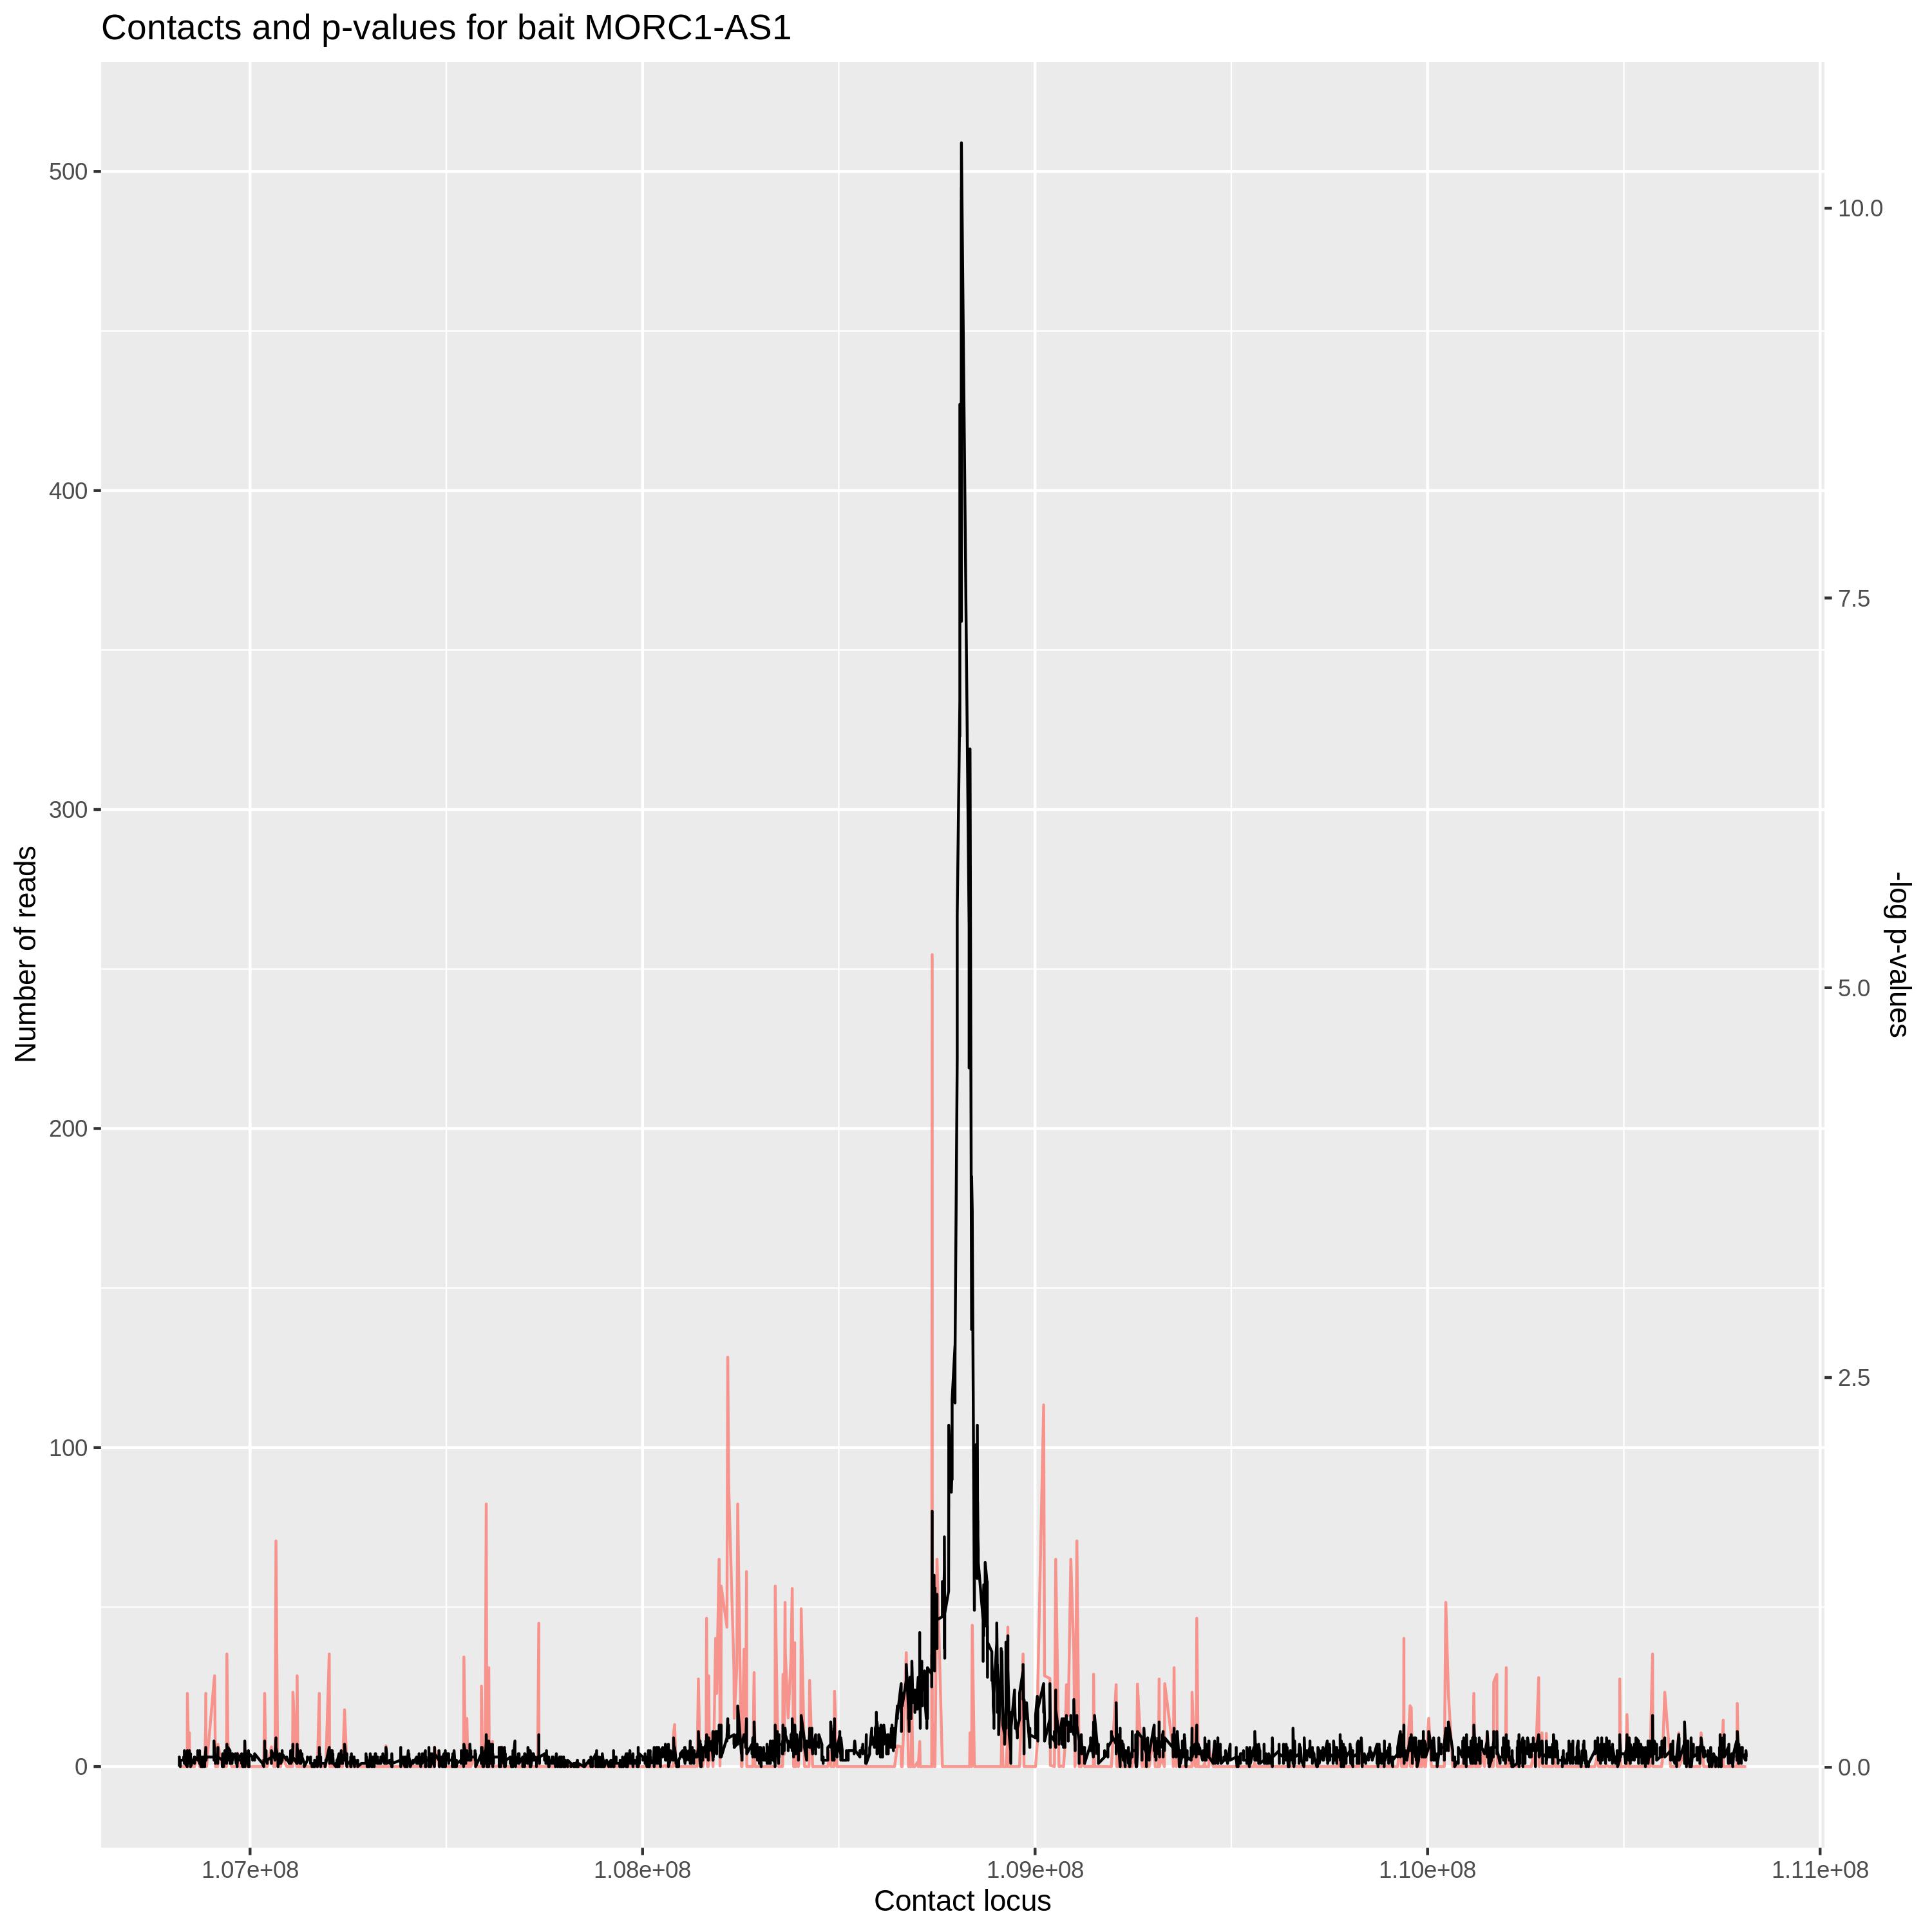 Contacts and p-values for bait MORC1-AS1
500
400
300
200
100
0
Number of reads
10.0
7.5
5.0
2.5
0.0
-log p-values
1.07e+08
1.08e+08
1.09e+08
1.10e+08
1.11e+08
Contact locus